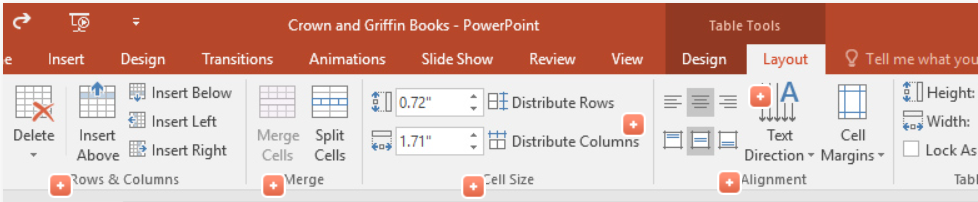 Crown and Griffin Books - PowerPoint
Table Tools
e Insert Design Transitions Animations Slide Show Review View Design Layout Tell me what you
Delete
Insert
Above
Insert Below
Insert Left
Insert Right
Rows & Columns
Merge
Cells
Split
Cells
Merge
0.72"
Distribute Rows
1.71"
Distribute Columns
Cell Size
A
Text
Direction
Cell
Margins
Alignment
Height:
Width:
Lock As
Tabl